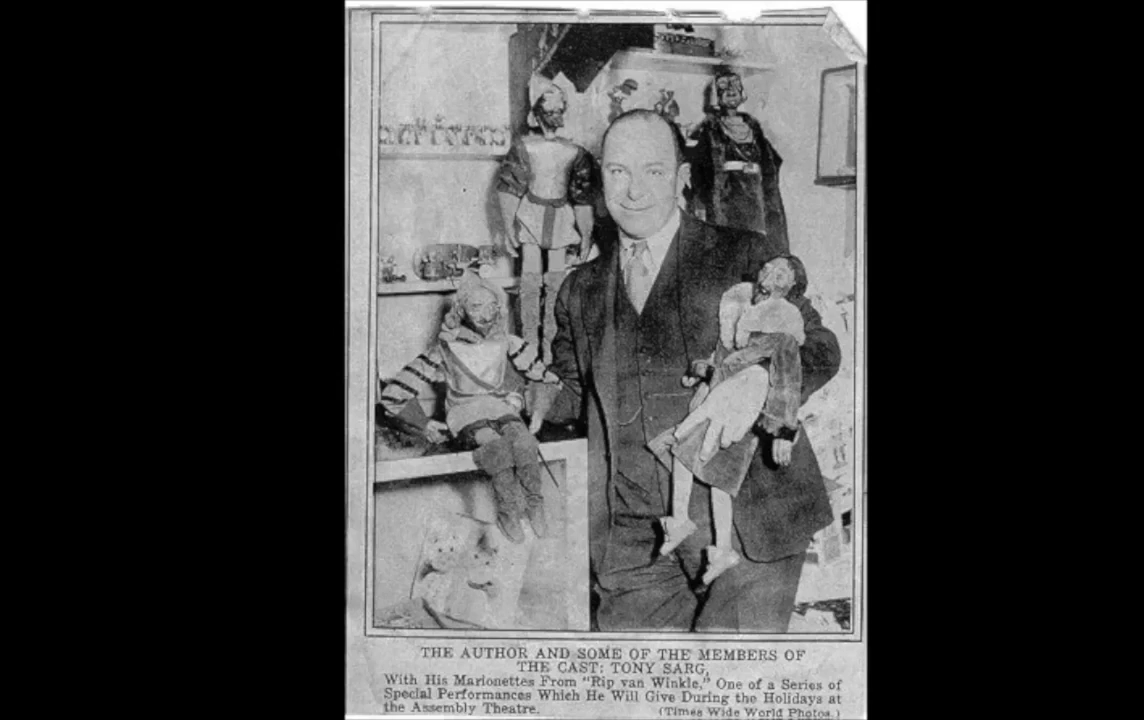 THE AUTHOR AND SOME OF THE MEMBERS OF
THE CAST: TONY SARG,
With His Marionettes From "Rip van Winkle," One of a Series of
Special Performances Which He Will Give During the Holidays at
the Assembly Theatre.
(Times Wide World Photos.)